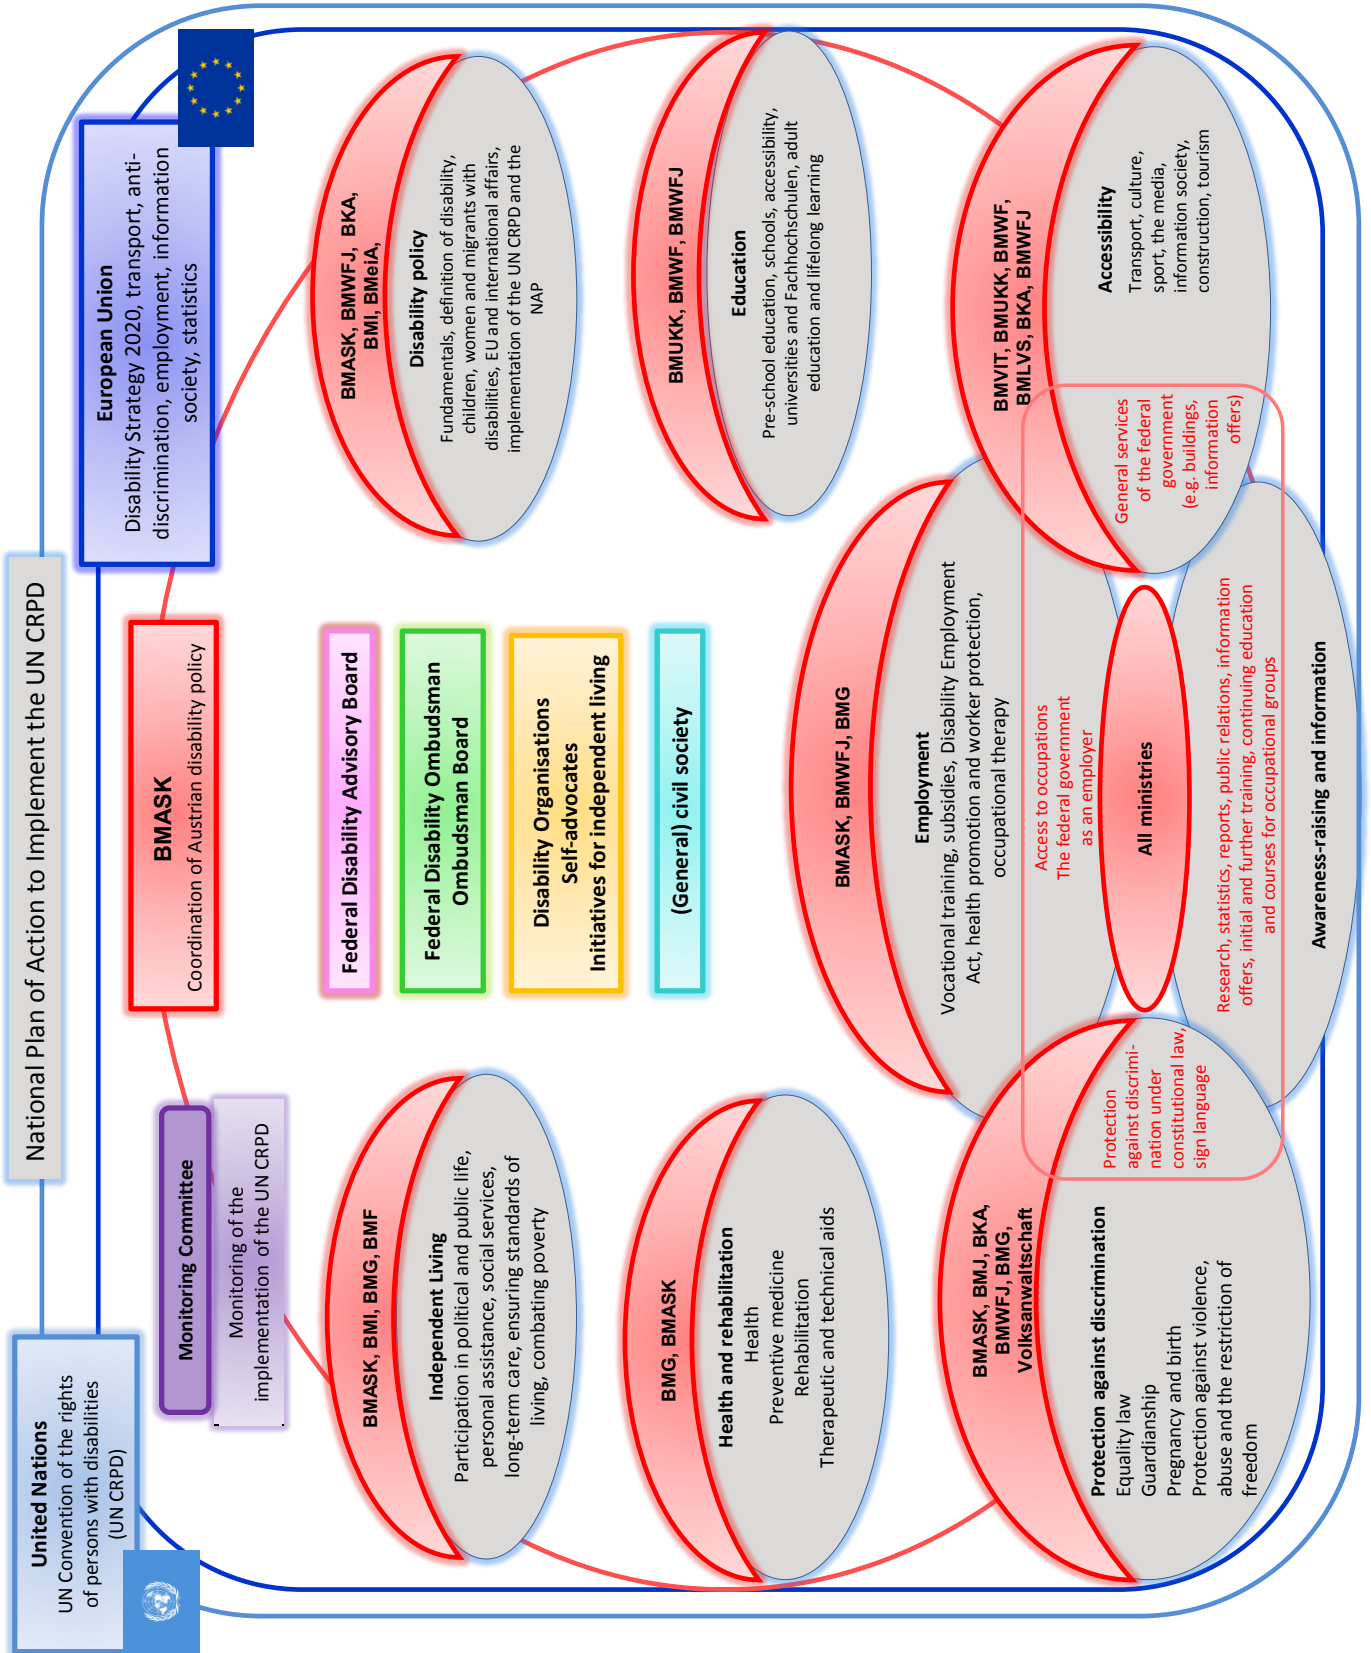 National Plan of Action to Implement the UN CRPD
United Nations
UN Convention of the rights
of persons with disabilities
(UN CRPD)
Monitoring Committee
Monitoring of the
implementation of the UN CRPD
BMASK
Coordination of Austrian disability policy
European Union
Disability Strategy 2020, transport, anti-
discrimination, employment, information
society, statistics
BMASK, BMI, BMG, BMF
Independent Living
Participation in political and public life,
personal assistance, social services,
long-term care, ensuring standards of
living, combating poverty
Federal Disability Advisory Board
Federal Disability Ombudsman
Ombudsman Board
Disability Organisations
Self-advocates
Initiatives for independent living
(General) civil society
BMASK, BMWFJ, BKA,
BMI, BMeiA,
Disability policy
Fundamentals, definition of disability,
children, women and migrants with
disabilities, EU and international affairs,
implementation of the UN CRPD and the
NAP
BMG, BMASK
Health and rehabilitation
Health
Preventive medicine
Rehabilitation
Therapeutic and technical aids
BMUKK, BMWF, BMWFJ
Education
Pre-school education, schools, accessibility,
universities and Fachhochschulen, adult
education and lifelong learning
BMASK, BMWFJ, BMG
Employment
Vocational training, subsidies, Disability Employment
Act, health promotion and worker protection,
occupational therapy
Access to occupations
The federal government
as an employer
BMASK, BMJ, BKA,
BMWFJ, BMG,
Volksanwaltschaft
Protection against discrimination
Equality law
Guardianship
Pregnancy and birth
Protection against violence,
abuse and the restriction of
freedom
Protection
against discrimi-
nation under
constitutional law,
sign language
All ministries
Research, statistics, reports, public relations, information
offers, initial and further training, continuing education
and courses for occupational groups
Awareness-raising and information
BMVIT, BMUKK, BMWF,
BMLVS, BKA, BMWFJ
Accessibility
Transport, culture,
sport, the media,
information society,
construction, tourism
General services
of the federal
government
(e.g. buildings,
information
offers)